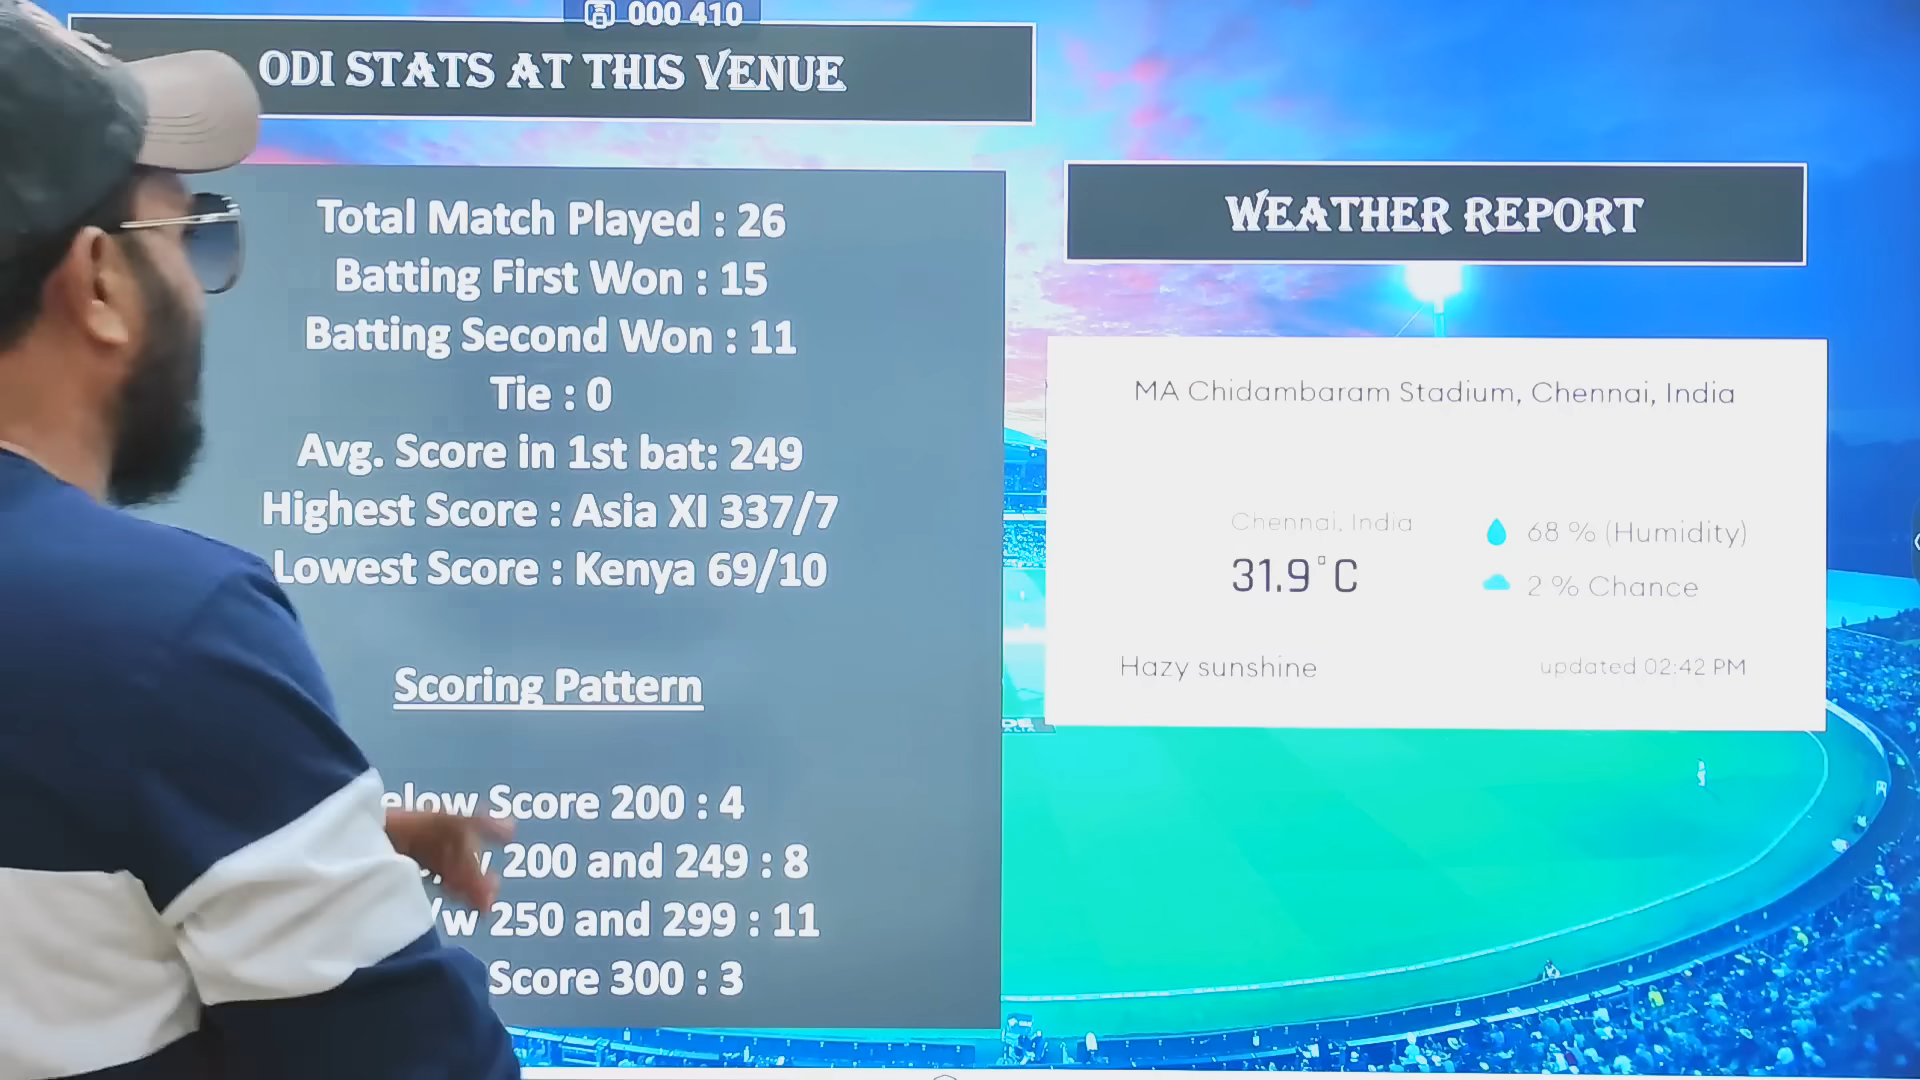 000 410
ODI STATS AT THIS VENUE
Total Match Played : 26
Batting First Won : 15
Batting Second Won : 11
Tie : 0
Avg. Score in 1st bat: 249
Highest Score : Asia XI 337/7
Lowest Score : Kenya 69/10
Scoring Pattern
elow Score 200 : 4
200 and 249 : 8
/w 250 and 299 : 11
Score 300 : 3
WEATHER REPORT
MA Chidambaram Stadium, Chennai, India
Chennai, India
31.9°C
68 % (Humidity)
2 % Chance
Hazy sunshine
updated 02:42 PM